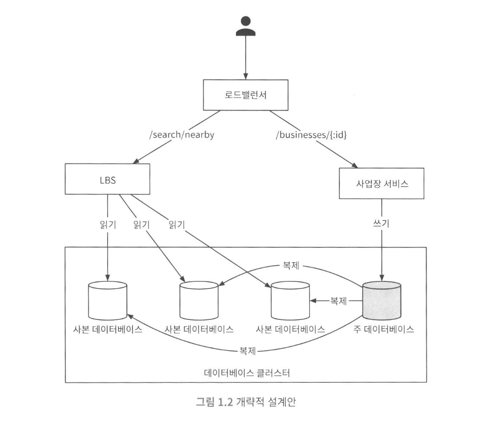 로드밸런서
/search/nearby
/businesses/{:id}
LBS
사업장 서비스
읽기
읽기
읽기
쓰기
복제
복제
사본 데이터베이스
사본 데이터베이스
사본 데이터베이스
주 데이터베이스
복제
데이터베이스 클러스터
그림 1.2 개략적 설계안